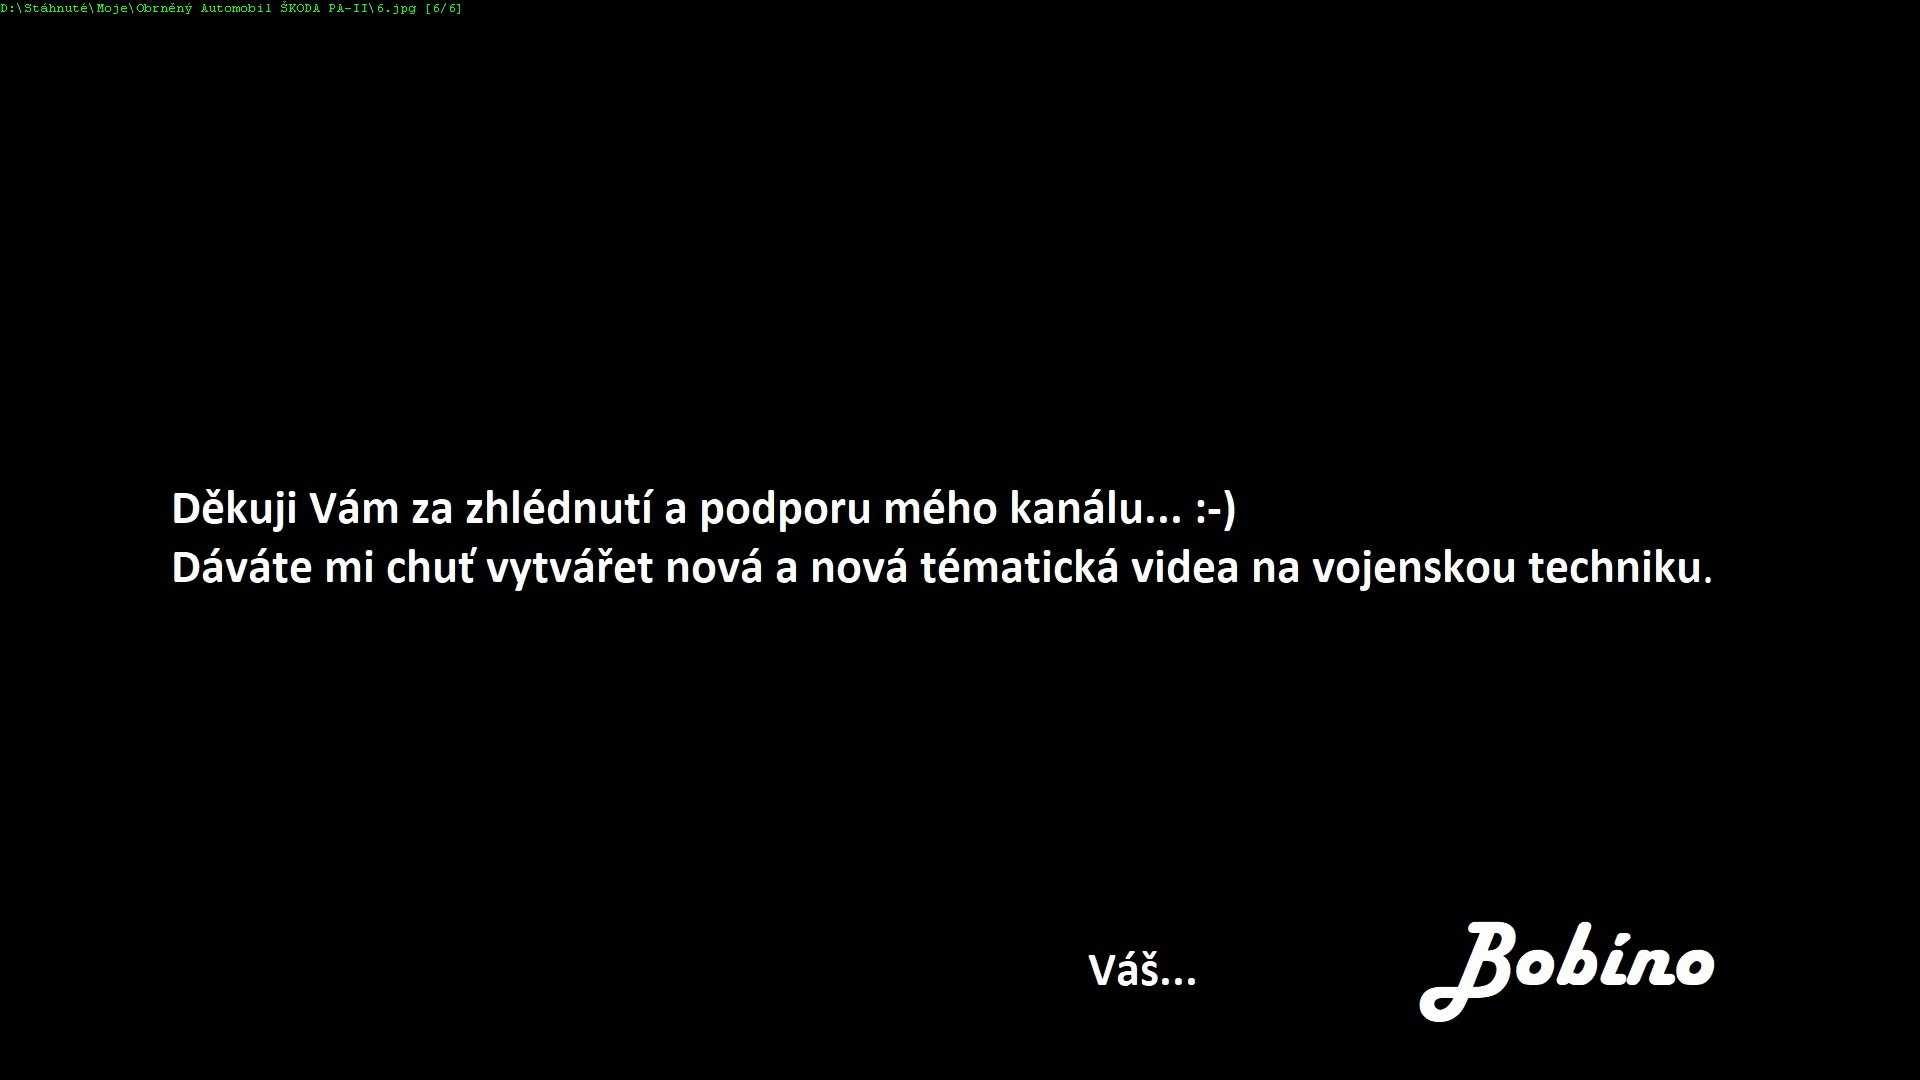 D:\Stáhnuté\Moje\Obrněný Automobil ŠKODA PA-II\6.jpg [6/6]
Děkuji Vám za zhlédnutí a podporu mého kanálu... :-)
Dáváte mi chuť vytvářet nová a nová tématická videa na vojenskou techniku.
Váš... Bobíno